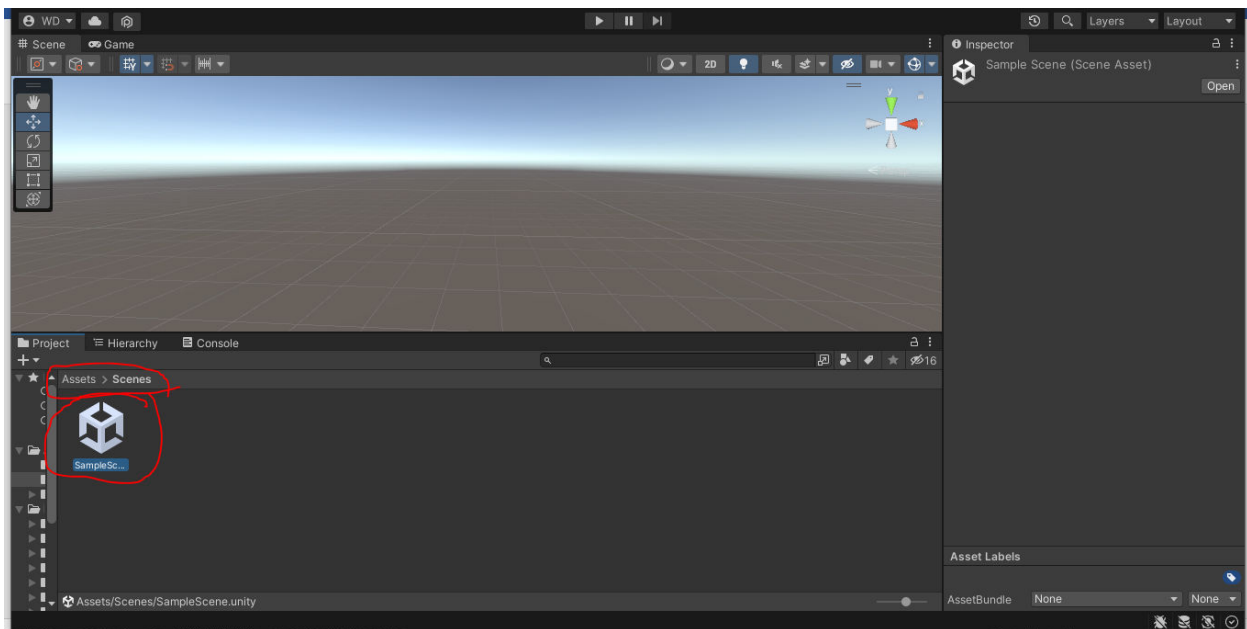 WD
Layers
Layout
Scene
Game
2D
y
Inspector
Sample Scene (Scene Asset)
Open
Project
Hierarchy
Console
16
Assets > Scenes
SampleSc...
Assets/Scenes/SampleScene.unity
Asset Labels
AssetBundle None None